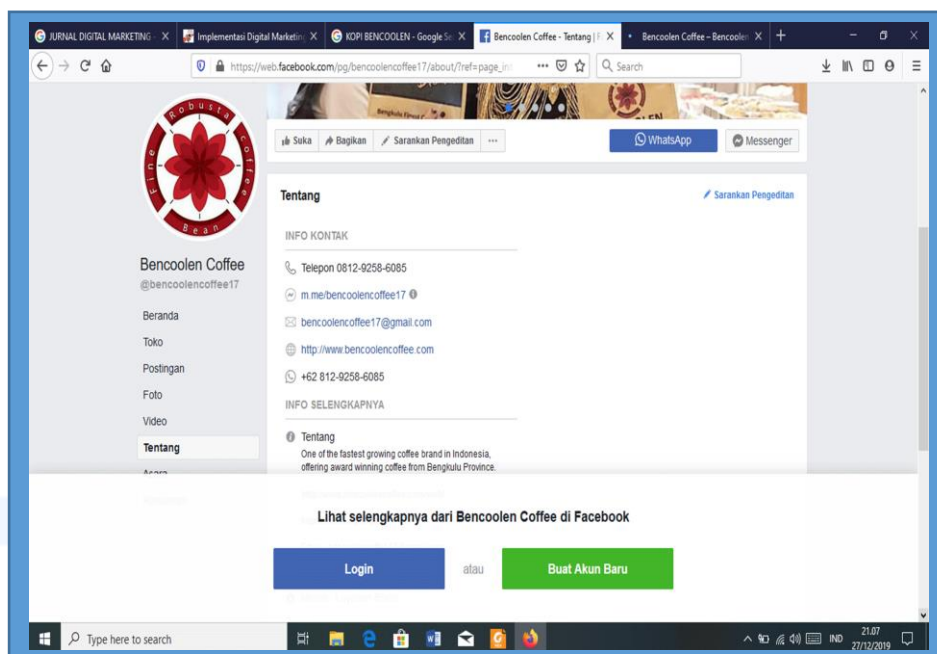 JURNAL DIGITAL MARKETING -
Implementasi Digital Marketing
KOPI BENCOOLEN - Google Se
Bencoolen Coffee - Tentang | F
Bencoolen Coffee – Bencoolen
https://web.facebook.com/pg/bencoolencoffee17/about/?ref=page_in
Search
Fine Robusta coffee Bean
Suka
Bagikan
Sarankan Pengeditan
WhatsApp
Messenger
Bencoolen Coffee
@bencoolencoffee17
Beranda
Toko
Postingan
Foto
Video
Tentang
Acara
Tentang
Sarankan Pengeditan
INFO KONTAK
Telepon 0812-9258-6085
m.me/bencoolencoffee17
bencoolencoffee17@gmail.com
http://www.bencoolencoffee.com
+62 812-9258-6085
INFO SELENGKAPNYA
Tentang
One of the fastest growing coffee brand in Indonesia,
offering award winning coffee from Bengkulu Province.
Lihat selengkapnya dari Bencoolen Coffee di Facebook
Login
atau
Buat Akun Baru
Type here to search
IND
21.07
27/12/2019